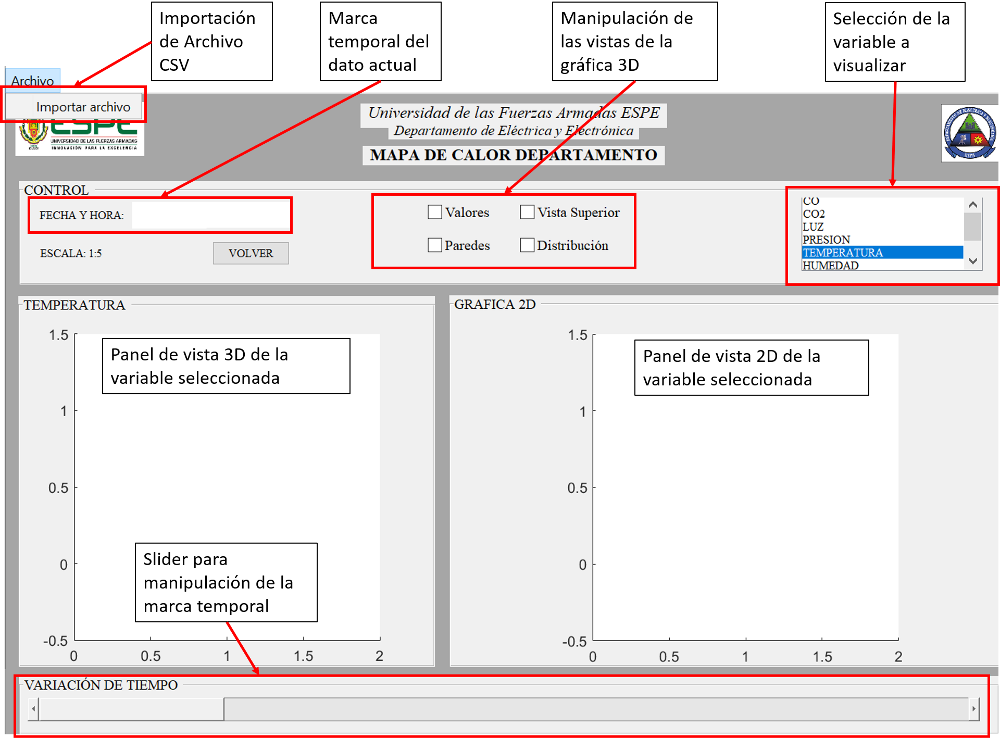 Importación
de Archivo
CSV
Marca
temporal del
dato actual
Manipulación de
las vistas de la
gráfica 3D
Selección de la
variable a
visualizar
Archivo
Importar archivo
ESPE
UNIVERSIDAD DE LAS FUERZAS ARMADAS
INNOVACIÓN PARA LA EXCELENCIA
Universidad de las Fuerzas Armadas ESPE
Departamento de Eléctrica y Electrónica
MAPA DE CALOR DEPARTAMENTO
CONTROL
FECHA Y HORA:
ESCALA: 1:5
VOLVER
Valores
Vista Superior
Paredes
Distribución
CO
CO2
LUZ
PRESION
TEMPERATURA
HUMEDAD
TEMPERATURA
1.5
1
0.5
0
-0.5
0 0.5 1 1.5 2
Panel de vista 3D de la
variable seleccionada
Slider para
manipulación de la
marca temporal
GRAFICA 2D
1.5
1
0.5
0
-0.5
0 0.5 1 1.5 2
Panel de vista 2D de la
variable seleccionada
VARIACIÓN DE TIEMPO